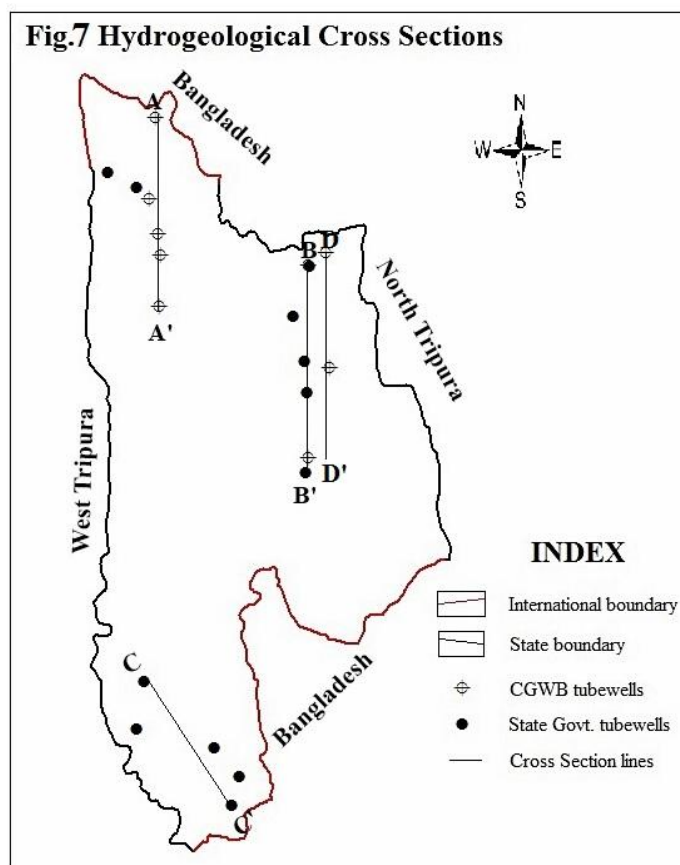 Fig.7 Hydrogeological Cross Sections
Bangladesh
A
N
W E
S
B D
North Tripura
A'
West Tripura
D'
B'
INDEX
International boundary
State boundary
CGWB tubewells
State Govt. tubewells
Cross Section lines
C
Bangladesh
C'